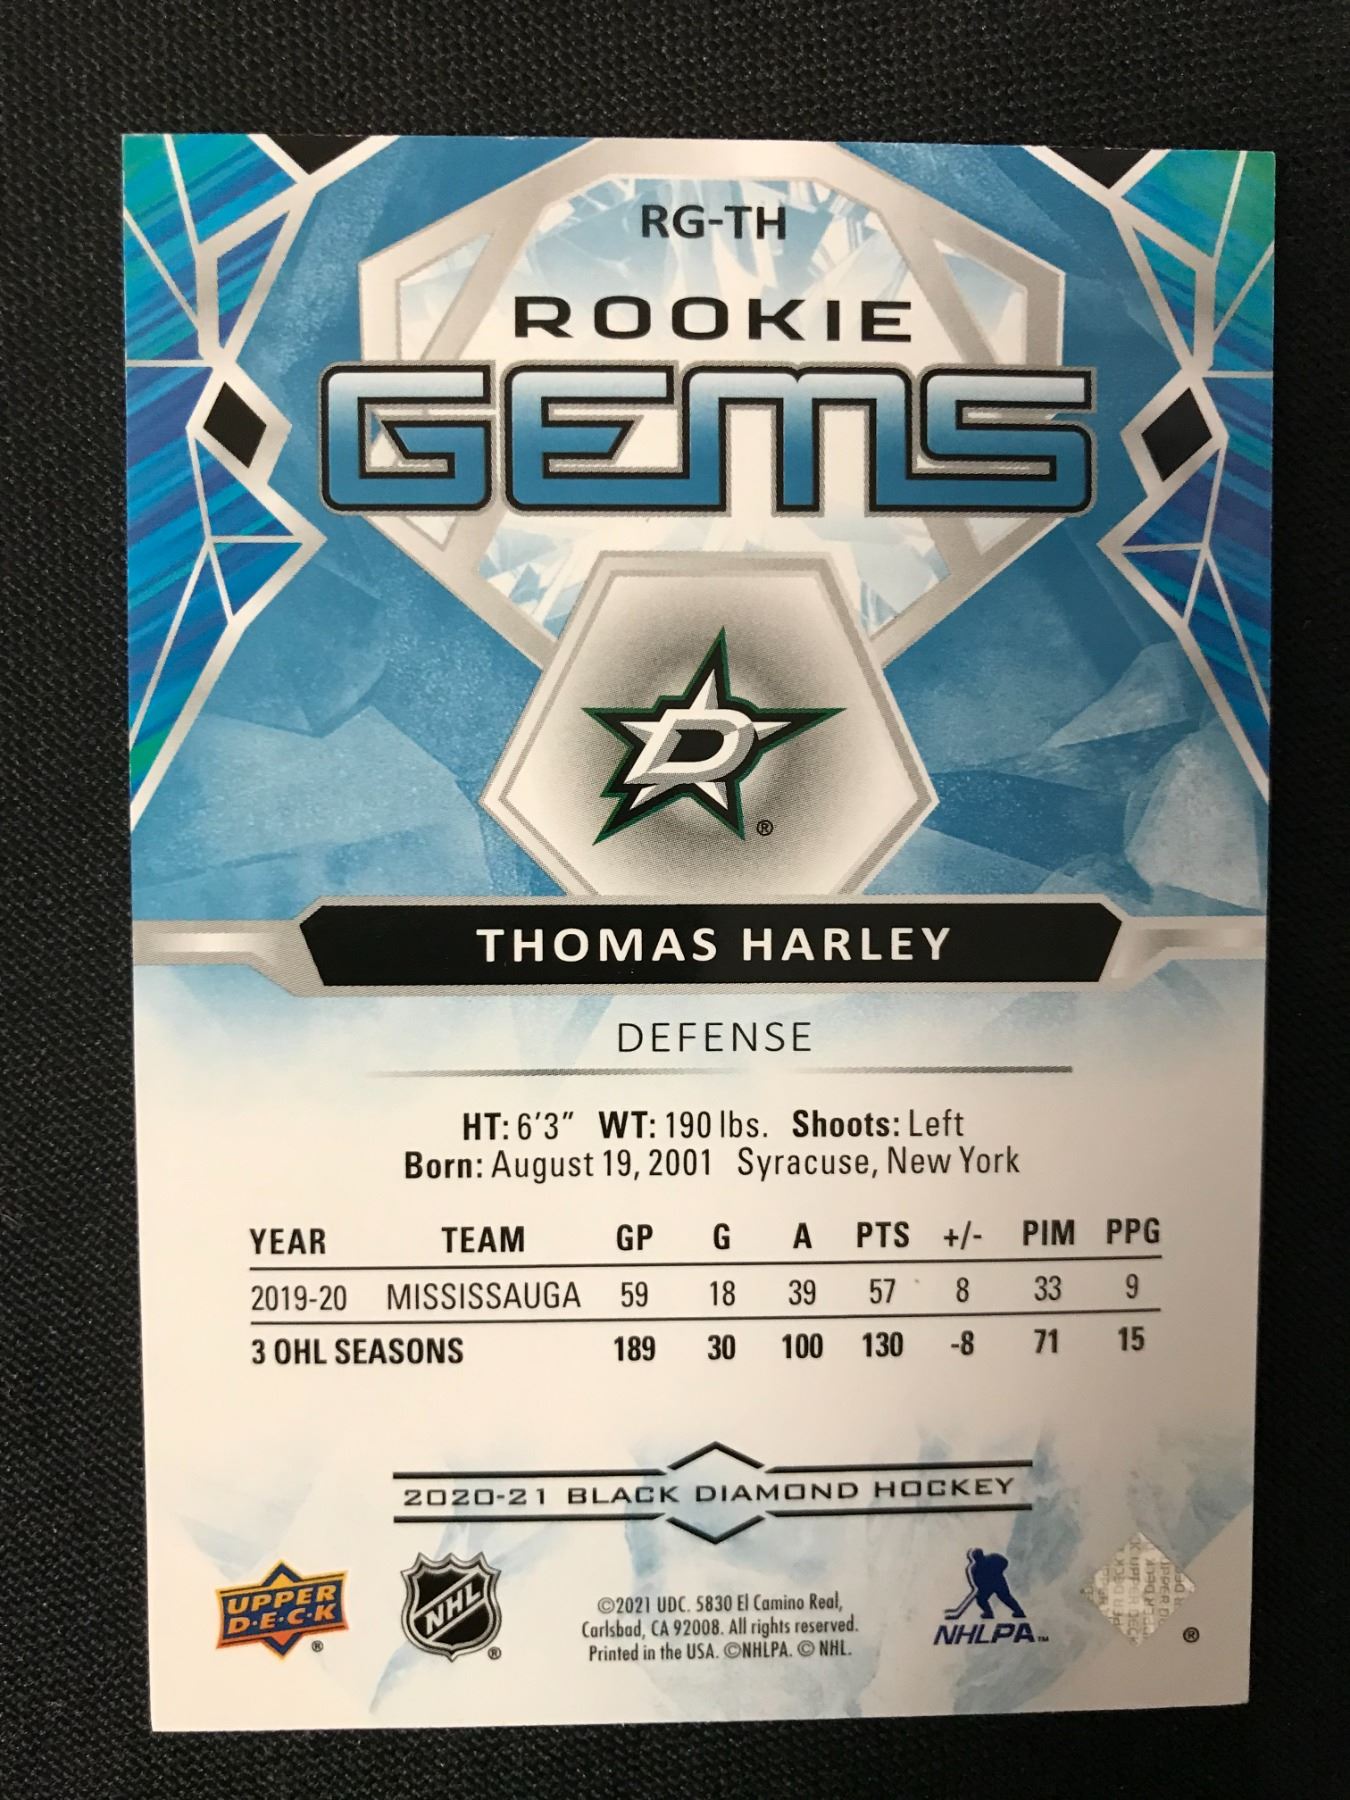 RG-TH
ROOKIE
GEMS
D
®
THOMAS HARLEY
DEFENSE
HT: 6'3" WT: 190 lbs. Shoots: Left
Born: August 19, 2001 Syracuse, New York
YEAR TEAM GP G A PTS +/- PIM PPG
2019-20 MISSISSAUGA 59 18 39 57 8 33 9
3 OHL SEASONS 189 30 100 130 -8 71 15
2020-21 BLACK DIAMOND HOCKEY
UPPER
D·E·C·K
®
NHL
®
©2021 UDC. 5830 El Camino Real,
Carlsbad, CA 92008. All rights reserved.
Printed in the USA. ©NHLPA. © NHL.
NHLPA™
®